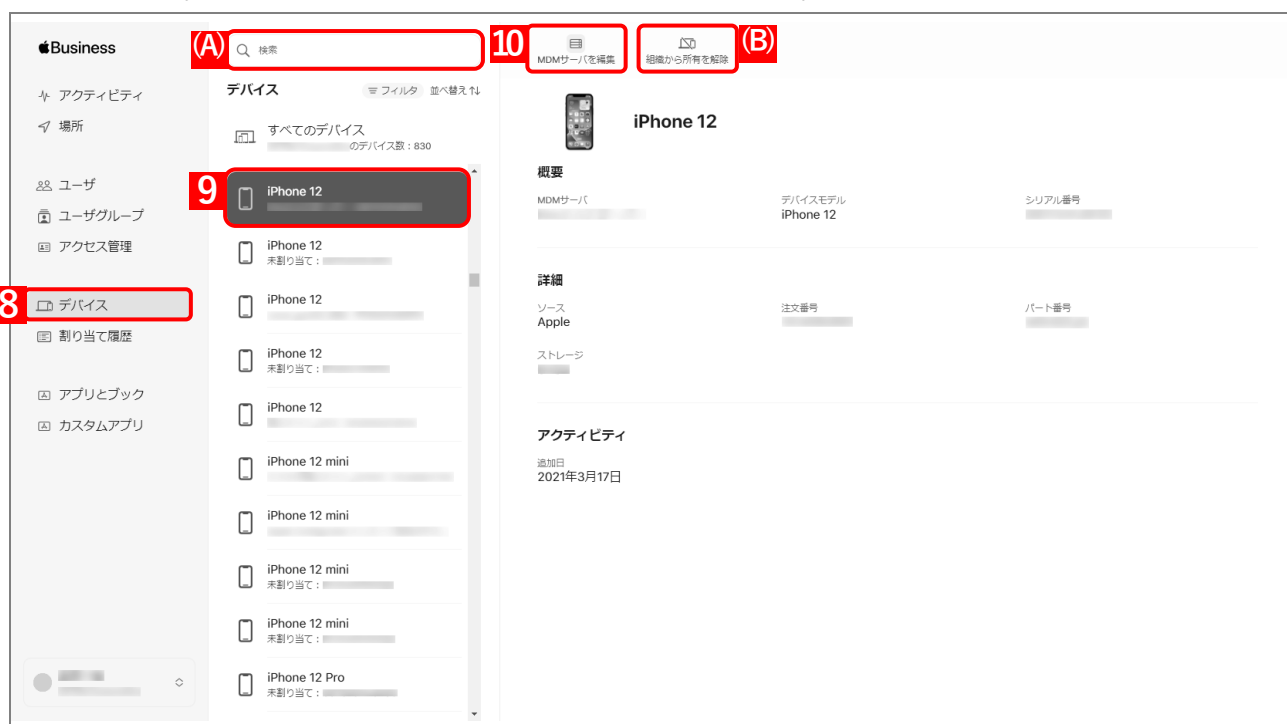 Business
アクティビティ
場所
ユーザ
ユーザグループ
アクセス管理
8
デバイス
割り当て履歴
アプリとブック
カスタムアプリ
(A)
検索
デバイス
フィルタ 並べ替え↑↓
すべてのデバイス
のデバイス数：830
9
iPhone 12
iPhone 12
未割り当て：
iPhone 12
iPhone 12
未割り当て：
iPhone 12
iPhone 12 mini
iPhone 12 mini
iPhone 12 mini
未割り当て：
iPhone 12 mini
未割り当て：
iPhone 12 Pro
未割り当て：
10
MDMサーバを編集
組織から所有を解除
(B)
iPhone 12
概要
MDMサーバ
デバイスモデル
iPhone 12
シリアル番号
詳細
ソース
Apple
注文番号
パート番号
ストレージ
アクティビティ
追加日
2021年3月17日